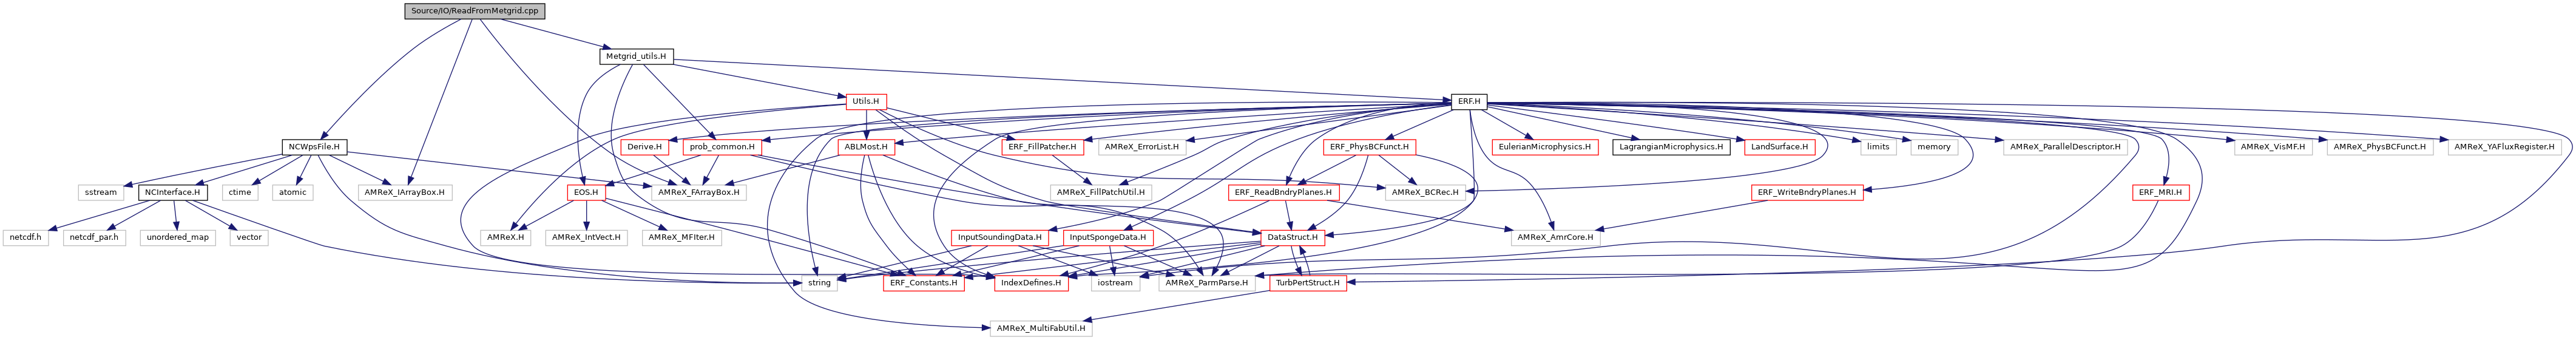 Source/IO/ReadFromMetgrid.cpp
Metgrid_utils.H
Utils.H
ERF.H
NCWpsFile.H
Derive.H
prob_common.H
ABLMost.H
ERF_FillPatcher.H
AMReX_ErrorList.H
ERF_PhysBCFunct.H
EulerianMicrophysics.H
LagrangianMicrophysics.H
LandSurface.H
limits
memory
AMReX_ParallelDescriptor.H
AMReX_VisMF.H
AMReX_PhysBCFunct.H
AMReX_YAFluxRegister.H
sstream
NCInterface.H
ctime
atomic
AMReX_IArrayBox.H
EOS.H
AMReX_FArrayBox.H
AMReX_FillPatchUtil.H
ERF_ReadBndryPlanes.H
AMReX_BCRec.H
ERF_WriteBndryPlanes.H
ERF_MRI.H
netcdf.h
netcdf_par.h
unordered_map
vector
AMReX.H
AMReX_IntVect.H
AMReX_MFIter.H
InputSoundingData.H
InputSpongeData.H
DataStruct.H
AMReX_AmrCore.H
string
ERF_Constants.H
IndexDefines.H
iostream
AMReX_ParmParse.H
TurbPertStruct.H
AMReX_MultiFabUtil.H